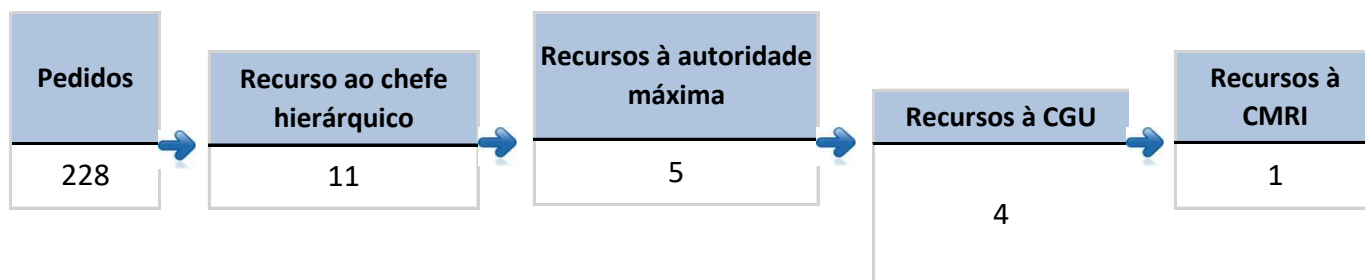 Pedidos
228
Recurso ao chefe
hierárquico
11
Recursos à autoridade
máxima
5
Recursos à CGU
4
Recursos à
CMRI
1